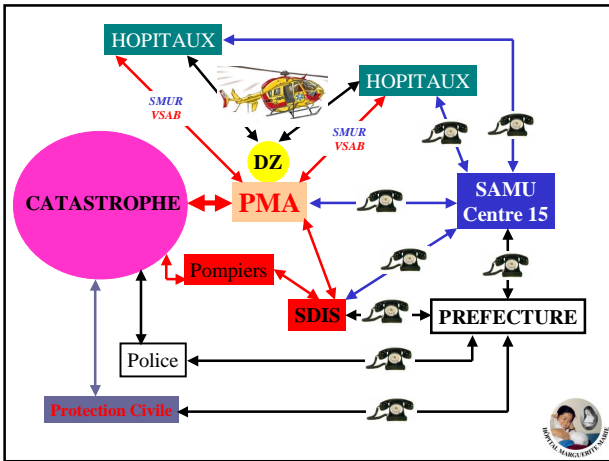 HOPITAUX
HOPITAUX
SMUR
VSAB
SMUR
VSAB
DZ
CATASTROPHE
PMA
SAMU
Centre 15
Pompiers
SDIS
PREFECTURE
Police
Protection Civile
HÔPITAL MARGUERITE MARIE